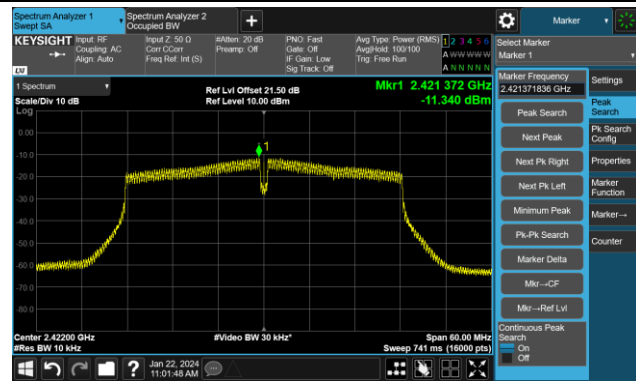 Spectrum Analyzer 1
Swept SA
Spectrum Analyzer 2
Occupied BW
+
Marker
KEYSIGHT
Input: RF
Coupling: AC
Align: Auto
Input Z: 50 Ω
Corr CCorr
Freq Ref: Int (S)
#Atten: 20 dB
Preamp: Off
PNO: Fast
Gate: Off
IF Gain: Low
Sig Track: Off
Avg Type: Power (RMS)
Avg|Hold: 100/100
Trig: Free Run
1 2 3 4 5 6
A W W W W W
A N N N N N
LXI
Select Marker
Marker 1
1 Spectrum
Scale/Div 10 dB
Log
Ref Lvl Offset 21.50 dB
Ref Level 10.00 dBm
Mkr1 2.421 372 GHz
-11.340 dBm
0.00
-10.0
-20.0
-30.0
-40.0
-50.0
-60.0
-70.0
-80.0
1
Marker Frequency
2.421371836 GHz
Peak Search
Next Peak
Next Pk Right
Next Pk Left
Minimum Peak
Pk-Pk Search
Marker Delta
Mkr→CF
Mkr→Ref Lvl
Continuous Peak
Search
On
Off
Settings
Peak
Search
Pk Search
Config
Properties
Marker
Function
Marker→
Counter
Center 2.42200 GHz
#Res BW 10 kHz
#Video BW 30 kHz*
Span 60.00 MHz
Sweep 741 ms (16000 pts)
?
Jan 22, 2024
11:01:48 AM